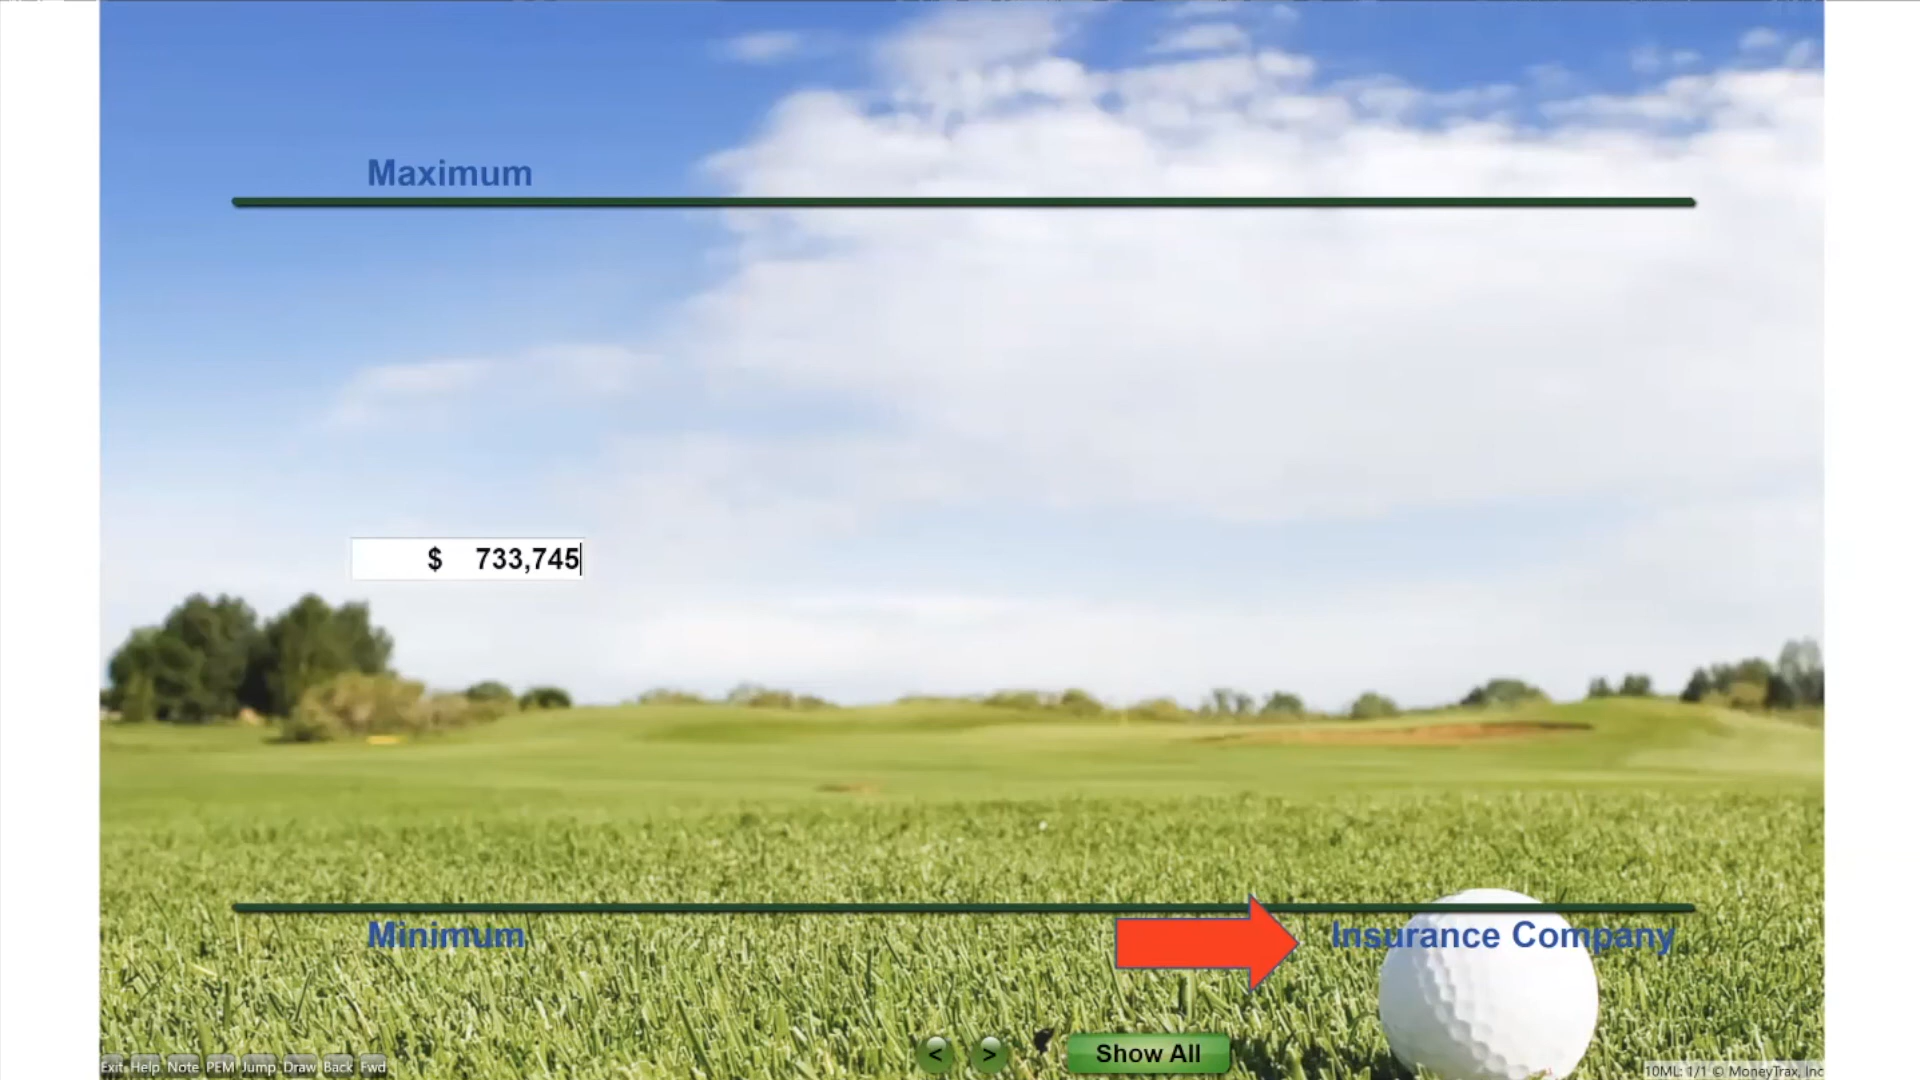 Maximum
$ 733,745
Minimum
Insurance Company
< > Show All
Exit Help Note PEM Jump Draw Back Fwd
10ML: 1/1 © MoneyTrax, Inc